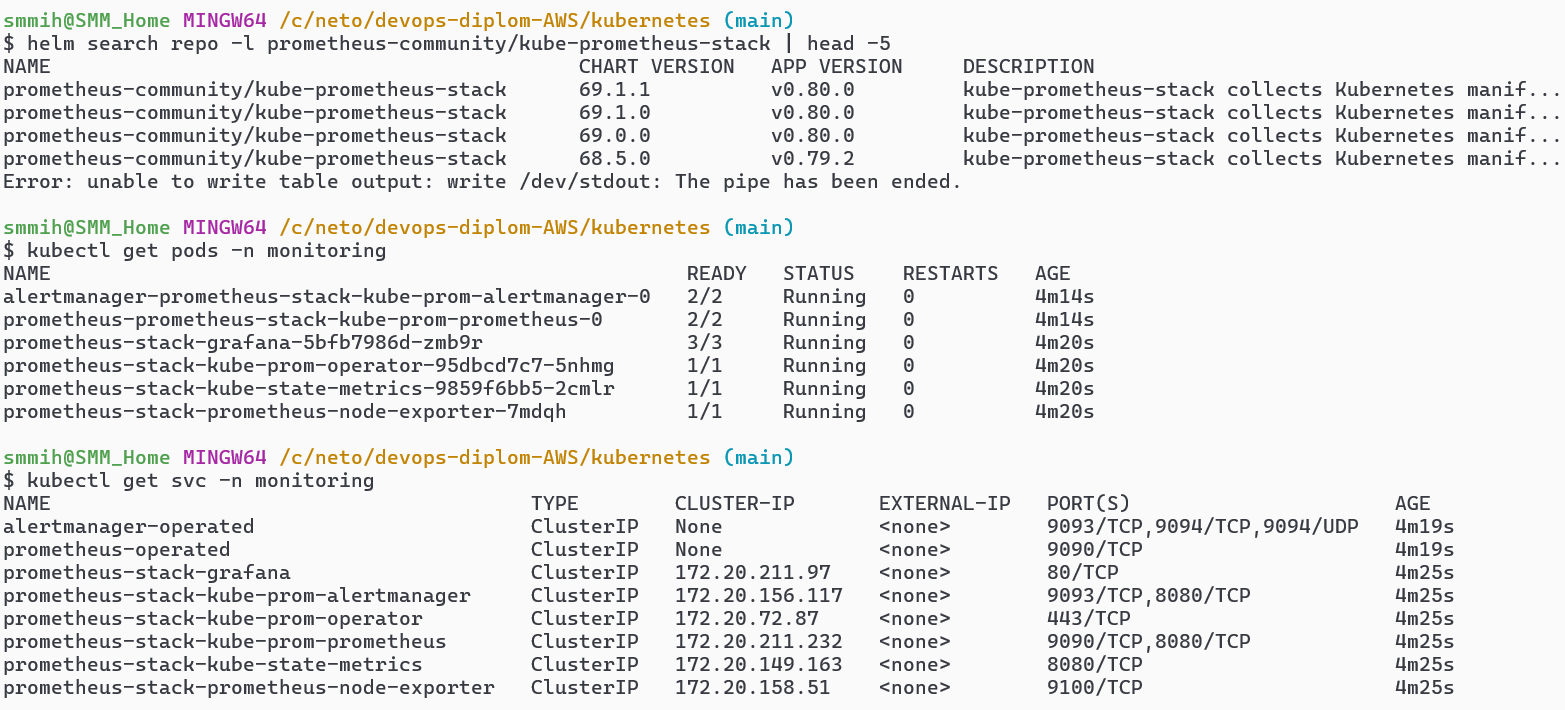 smmih@SMM_Home MINGW64 /c/neto/devops-diplom-AWS/kubernetes (main)
$ helm search repo -l prometheus-community/kube-prometheus-stack | head -5
NAME CHART VERSION APP VERSION DESCRIPTION
prometheus-community/kube-prometheus-stack 69.1.1 v0.80.0 kube-prometheus-stack collects Kubernetes manif...
prometheus-community/kube-prometheus-stack 69.1.0 v0.80.0 kube-prometheus-stack collects Kubernetes manif...
prometheus-community/kube-prometheus-stack 69.0.0 v0.80.0 kube-prometheus-stack collects Kubernetes manif...
prometheus-community/kube-prometheus-stack 68.5.0 v0.79.2 kube-prometheus-stack collects Kubernetes manif...
Error: unable to write table output: write /dev/stdout: The pipe has been ended.
smmih@SMM_Home MINGW64 /c/neto/devops-diplom-AWS/kubernetes (main)
$ kubectl get pods -n monitoring
NAME READY STATUS RESTARTS AGE
alertmanager-prometheus-stack-kube-prom-alertmanager-0 2/2 Running 0 4m14s
prometheus-prometheus-stack-kube-prom-prometheus-0 2/2 Running 0 4m14s
prometheus-stack-grafana-5bfb7986d-zmb9r 3/3 Running 0 4m20s
prometheus-stack-kube-prom-operator-95dbcd7c7-5nhmg 1/1 Running 0 4m20s
prometheus-stack-kube-state-metrics-9859f6bb5-2cmlr 1/1 Running 0 4m20s
prometheus-stack-prometheus-node-exporter-7mdqh 1/1 Running 0 4m20s
smmih@SMM_Home MINGW64 /c/neto/devops-diplom-AWS/kubernetes (main)
$ kubectl get svc -n monitoring
NAME TYPE CLUSTER-IP EXTERNAL-IP PORT(S) AGE
alertmanager-operated ClusterIP None <none> 9093/TCP,9094/TCP,9094/UDP 4m19s
prometheus-operated ClusterIP None <none> 9090/TCP 4m19s
prometheus-stack-grafana ClusterIP 172.20.211.97 <none> 80/TCP 4m25s
prometheus-stack-kube-prom-alertmanager ClusterIP 172.20.156.117 <none> 9093/TCP,8080/TCP 4m25s
prometheus-stack-kube-prom-operator ClusterIP 172.20.72.87 <none> 443/TCP 4m25s
prometheus-stack-kube-prom-prometheus ClusterIP 172.20.211.232 <none> 9090/TCP,8080/TCP 4m25s
prometheus-stack-kube-state-metrics ClusterIP 172.20.149.163 <none> 8080/TCP 4m25s
prometheus-stack-prometheus-node-exporter ClusterIP 172.20.158.51 <none> 9100/TCP 4m25s